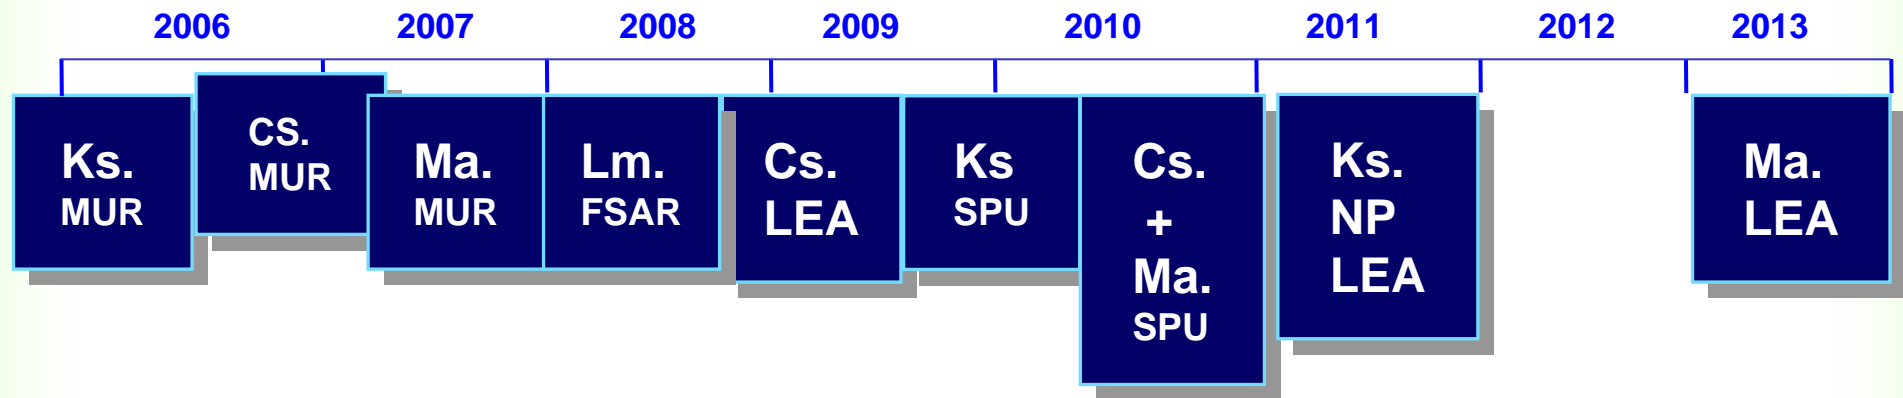 2006 2007 2008 2009 2010 2011 2012 2013
Ks.
MUR
CS.
MUR
Ma.
MUR
Lm.
FSAR
Cs.
LEA
Ks
SPU
Cs.
+
Ma.
SPU
Ks.
NP
LEA
Ma.
LEA